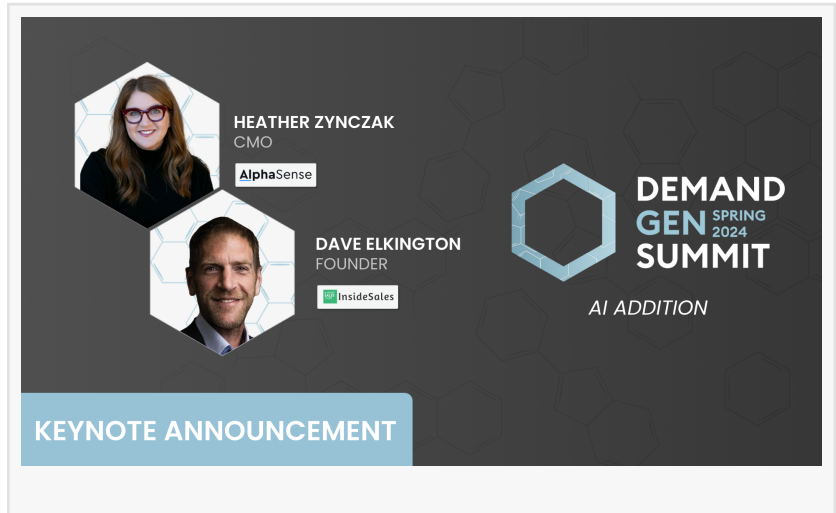 HEATHER ZYNCZAK
CMO
AlphaSense
DAVE ELKINGTON
FOUNDER
InsideSales
DEMAND
GEN SPRING
2024
SUMMIT
AI ADDITION
KEYNOTE ANNOUNCEMENT